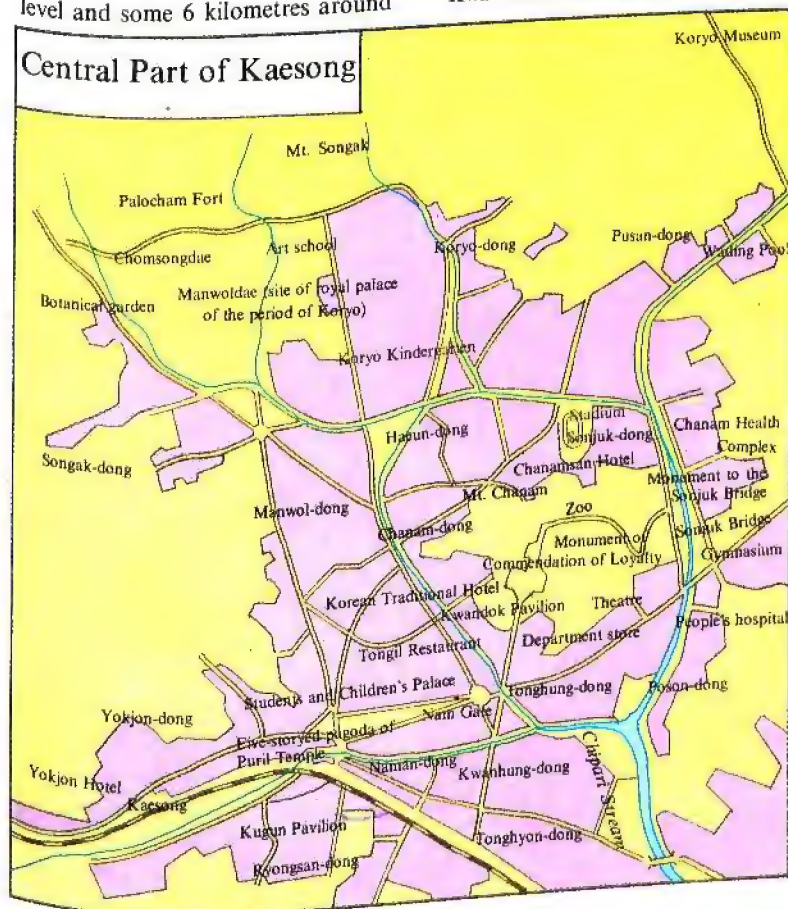 level and some 6 kilometres around
Central Part of Kaesong
Koryo Museum
Mt. Songak
Palocham Fort
Art school
Koryo-dong
Pusan-dong
Wading Pool
Chomsongdae
Botanical garden
Manwoldae (site of royal palace
of the period of Koryo)
Koryo Kindergarten
Stadium
Hanun-dong
Sonjuk-dong
Chanam Health
Complex
Songak-dong
Chanamsan Hotel
Mt. Chanam
Monument to the
Sonjuk Bridge
Manwol-dong
Zoo
Chanam-dong
Monument of
Commendation of Loyalty
Sonjuk Bridge
Gymnasium
Korean Traditional Hotel
Kwandok Pavilion
Theatre
People's hospital
Tongil Restaurant
Department store
Students and Children's Palace
Tonghung-dong
Poson-dong
Nam Gate
Yokjon-dong
Five-storyed pagoda of
Puril Temple
Naman-dong
Kwanhung-dong
Yokjon Hotel
Kaesong
Chipart Stream
Kugun Pavilion
Tonghyon-dong
Ryongsan-dong